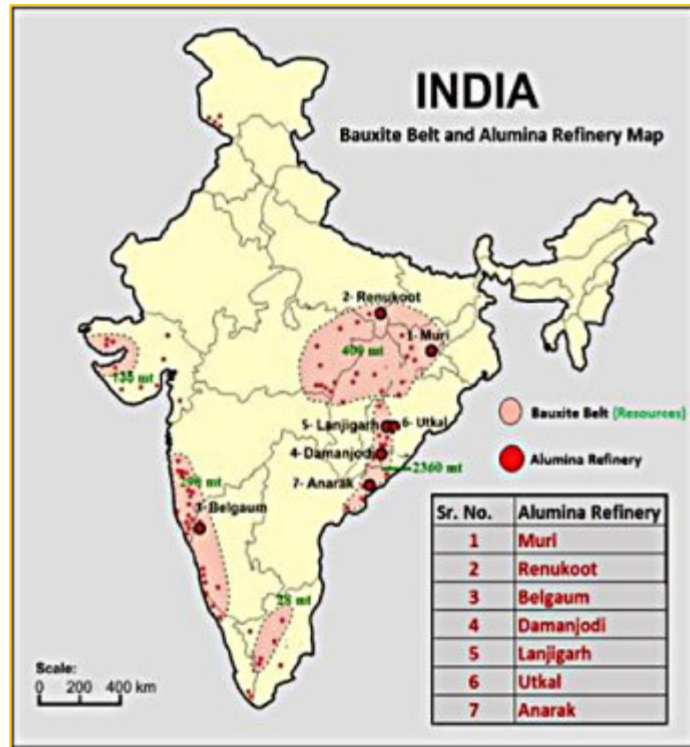 INDIA
Bauxite Belt and Alumina Refinery Map
2- Renukoot
1- Muri
400 mt
135 mt
5- Lanjigarh
6- Utkal
4- Damanjodi
2360 mt
7- Anarak
3- Belgaum
28 mt
Bauxite Belt (Resources)
Alumina Refinery
Sr. No. Alumina Refinery
1 Muri
2 Renukoot
3 Belgaum
4 Damanjodi
5 Lanjigarh
6 Utkal
7 Anarak
Scale:
0 200 400 km